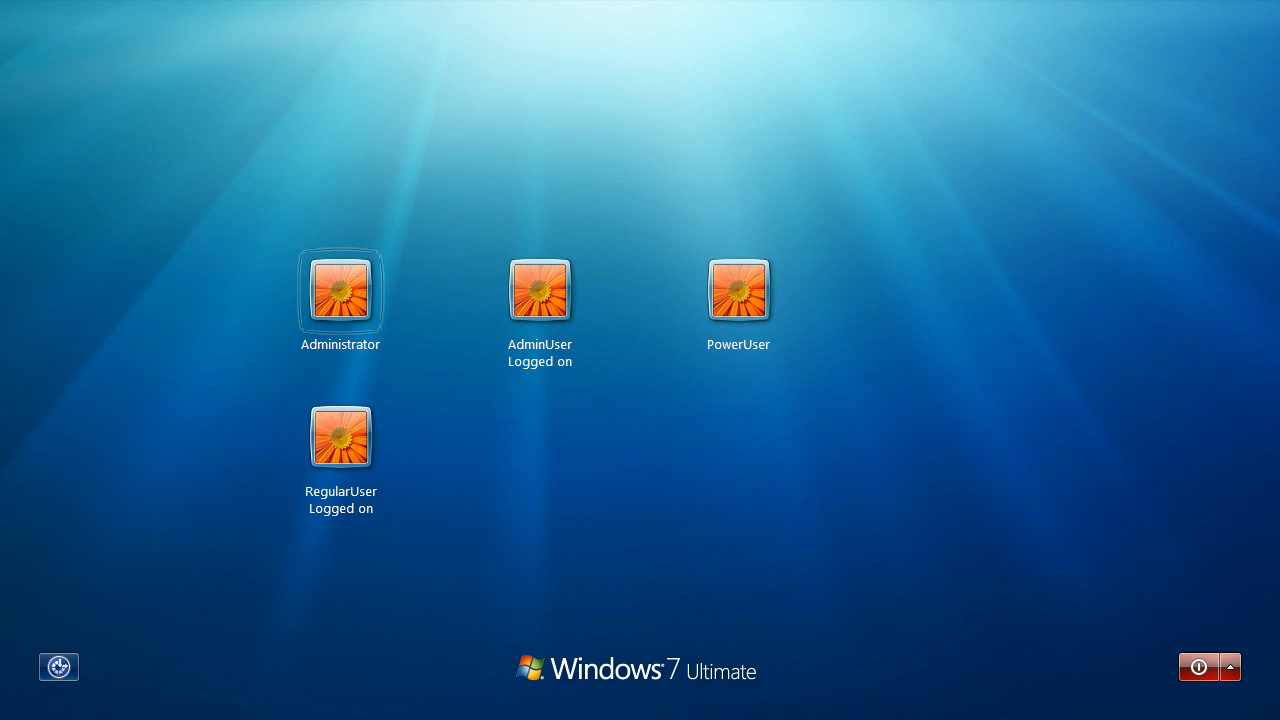 Administrator
AdminUser
Logged on
PowerUser
RegularUser
Logged on
Windows 7 Ultimate